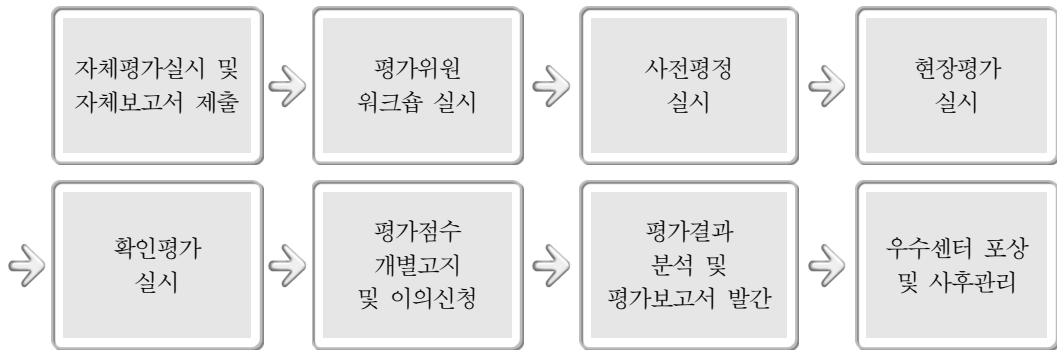 자체평가실시 및
자체보고서 제출
평가위원
워크숍 실시
사전평정
실시
현장평가
실시
확인평가
실시
평가점수
개별고지
및 이의신청
평가결과
분석 및
평가보고서 발간
우수센터 포상
및 사후관리